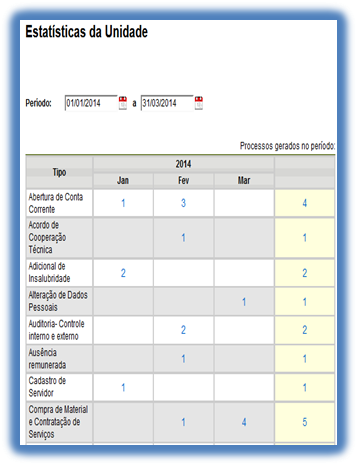 Estatísticas da Unidade
Período: 01/01/2014 a 31/03/2014
Processos gerados no período:
Tipo 2014
Jan Fev Mar
Abertura de Conta
Corrente 1 3 4
Acordo de
Cooperação
Técnica 1 1
Adicional de
Insalubridade 2 2
Alteração de Dados
Pessoais 1 1
Auditoria- Controle
interno e externo 2 2
Ausência
remunerada 1 1
Cadastro de
Servidor 1 1
Compra de Material
e Contratação de
Serviços 1 4 5